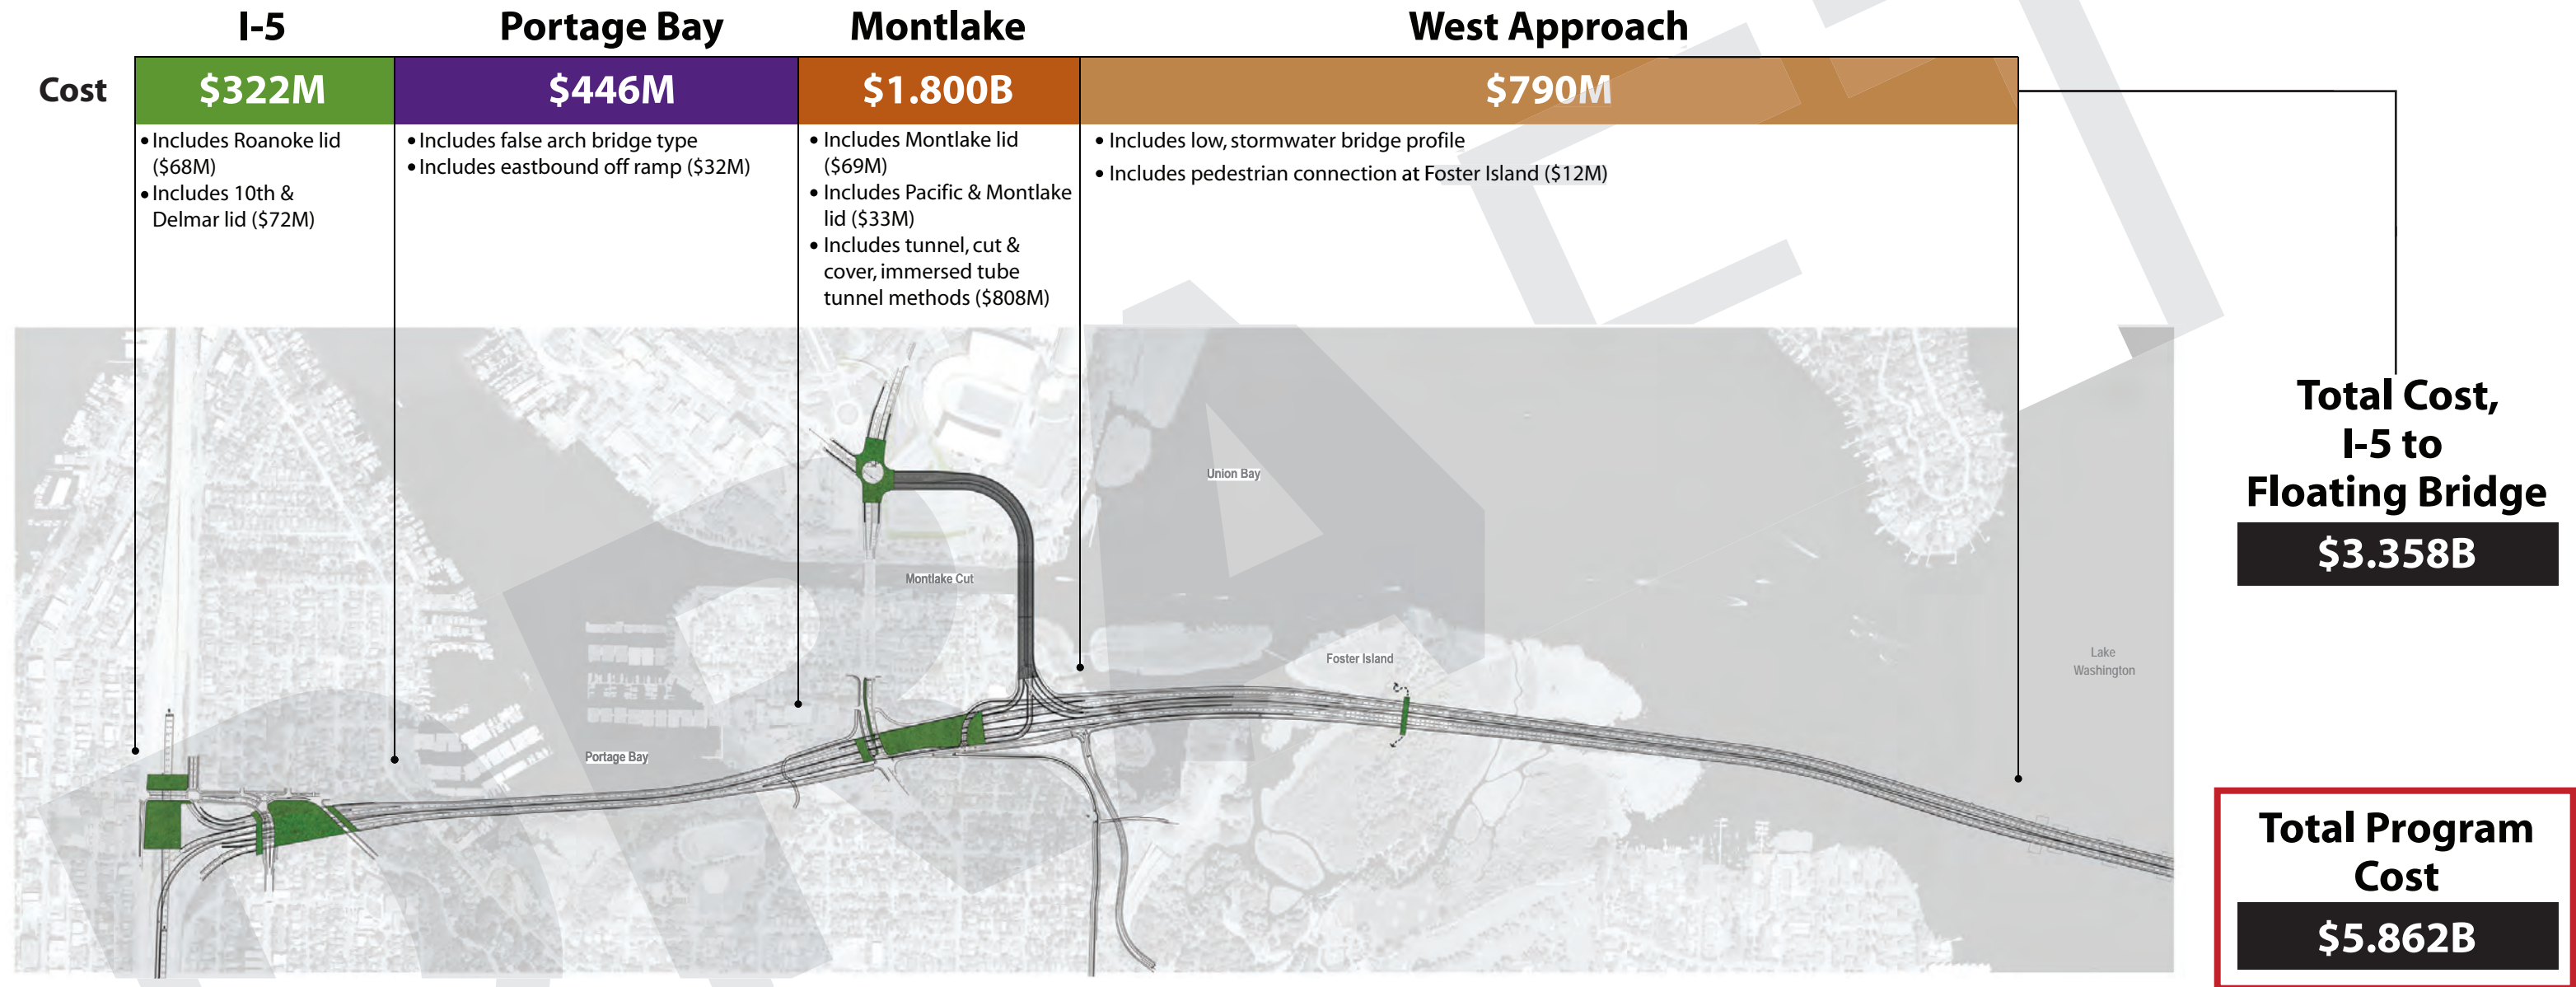 I-5
Portage Bay
Montlake
West Approach
Cost
$322M
$446M
$1.800B
$790M
• Includes Roanoke lid
($68M)
• Includes 10th &
Delmar lid ($72M)
• Includes false arch bridge type
• Includes eastbound off ramp ($32M)
• Includes Montlake lid
($69M)
• Includes Pacific & Montlake
lid ($33M)
• Includes tunnel, cut &
cover, immersed tube
tunnel methods ($808M)
• Includes low, stormwater bridge profile
• Includes pedestrian connection at Foster Island ($12M)
Union Bay
Montlake Cut
Foster Island
Portage Bay
Lake
Washington
Total Cost,
I-5 to
Floating Bridge
$3.358B
Total Program
Cost
$5.862B
DRAFT